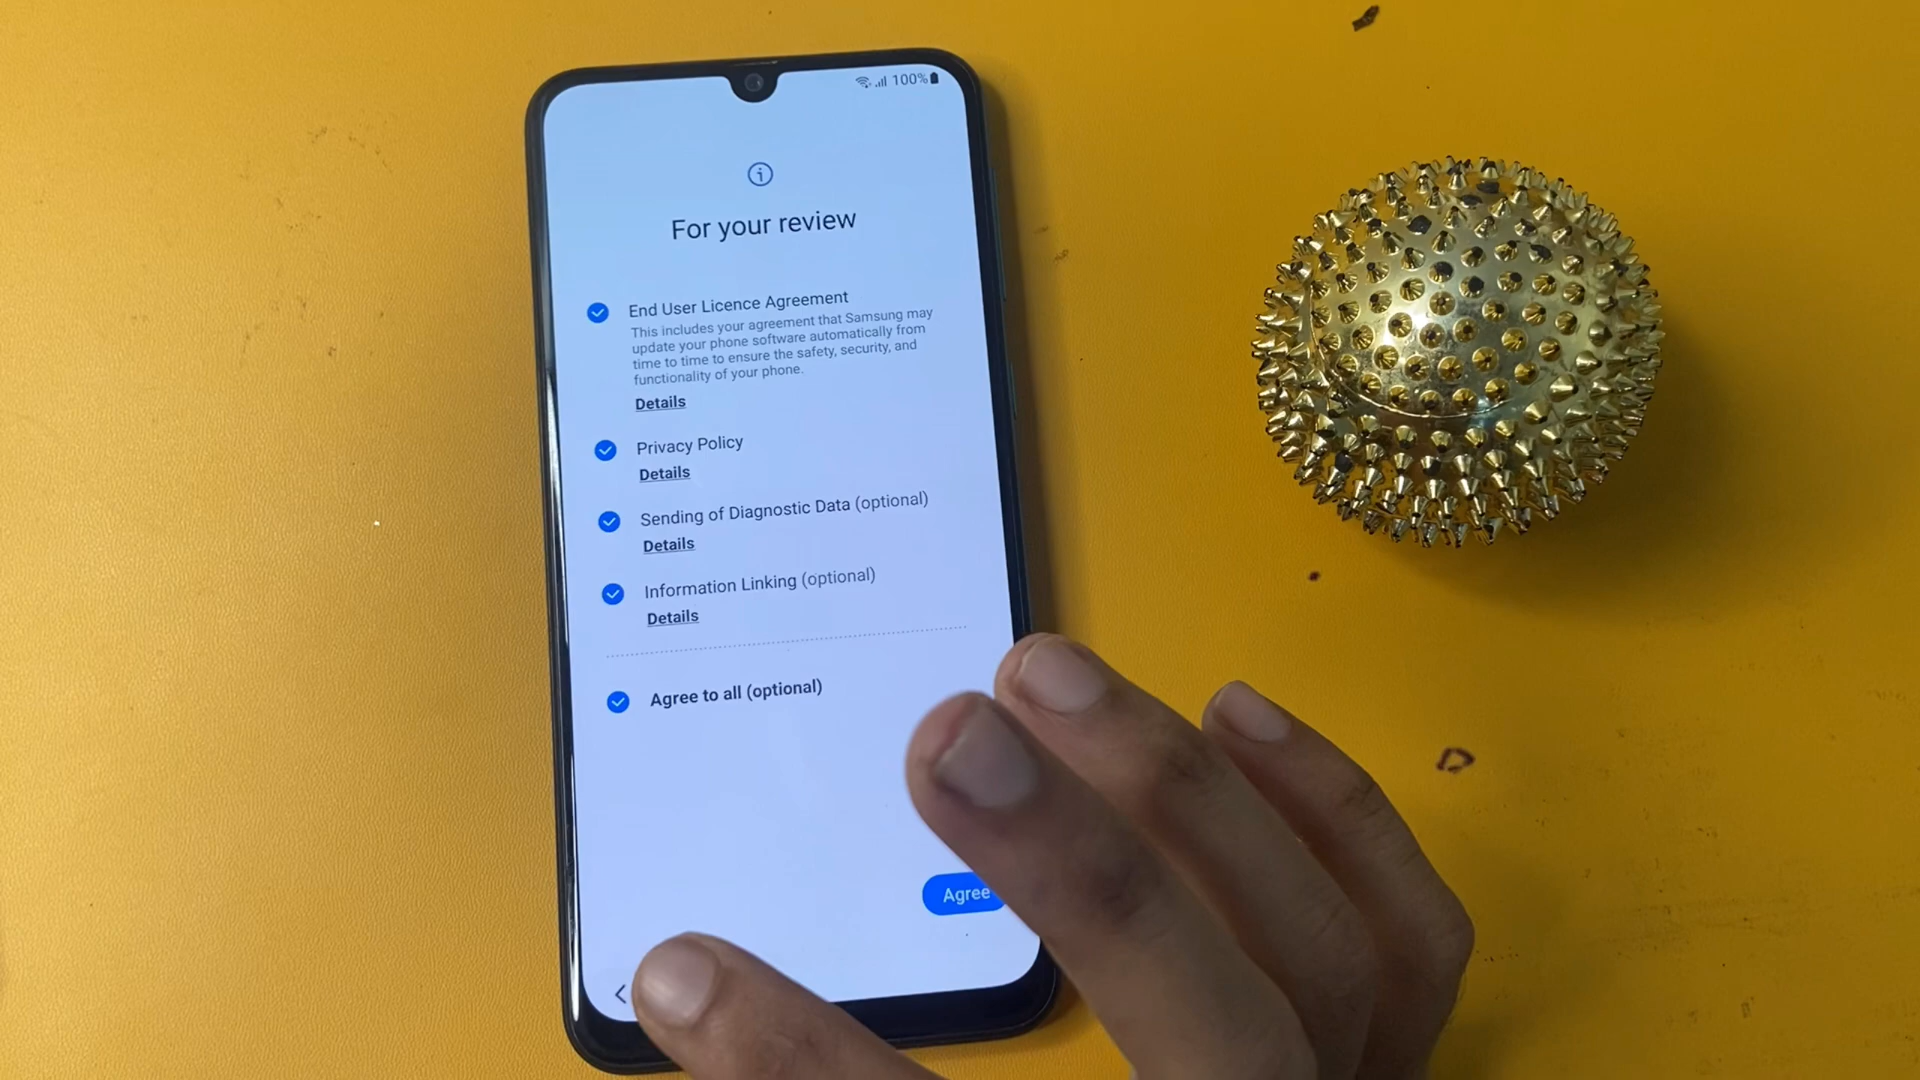 100%
For your review
End User Licence Agreement
This includes your agreement that Samsung may
update your phone software automatically from
time to time to ensure the safety, security, and
functionality of your phone.
Details
Privacy Policy
Details
Sending of Diagnostic Data (optional)
Details
Information Linking (optional)
Details
Agree to all (optional)
Agree